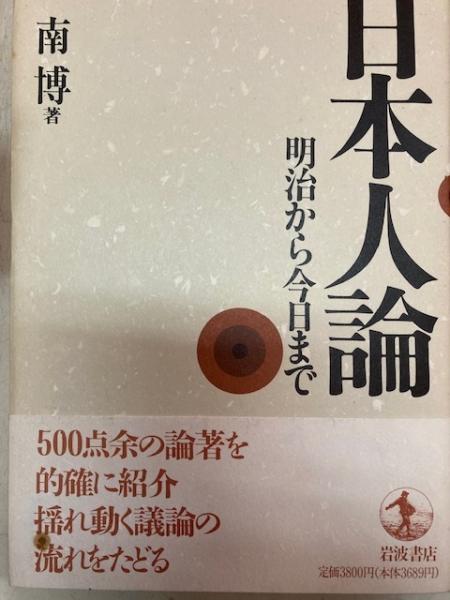 日本人論
明治から今日まで
南博著
500点余の論著を
的確に紹介
揺れ動く議論の
流れをたどる
岩波書店
定価3800円(本体3689円)